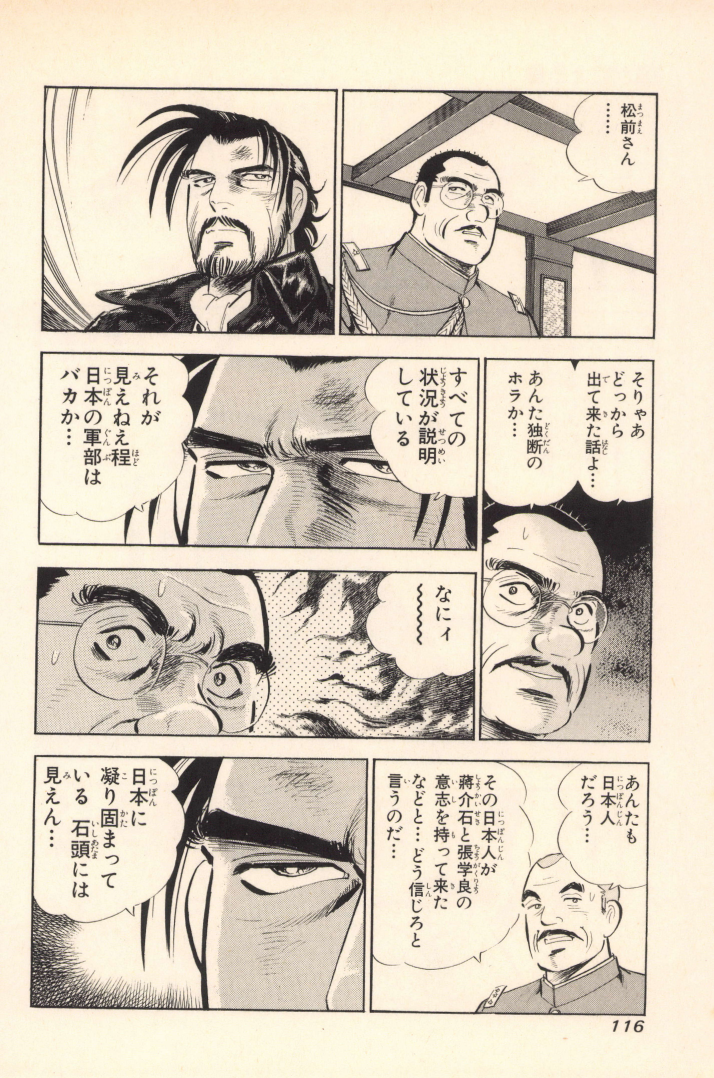 松前さん
……
そりゃあ
どっから
出て来た話よ…
あんた独断の
ホラか…
すべての
状況が説明
している
それが
見えねえ程
日本の軍部は
バカか…
なにィ
~~~~
あんたも
日本人
だろう…
その日本人が
蔣介石と張学良の
意志を持って来た
などと…どう信じろと
言うのだ…
日本に
凝り固まって
いる 石頭には
見えん…
116